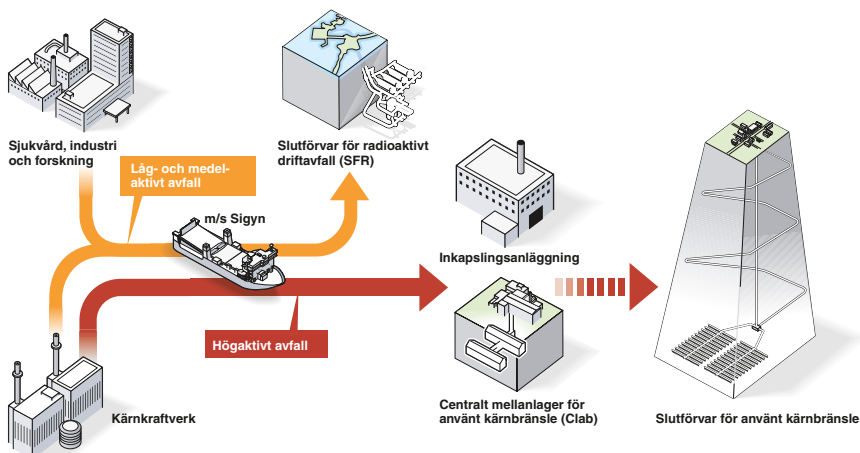 Sjukvård, industri
och forskning
Slutförvar för radioaktivt
driftavfall (SFR)
Låg- och medel-
aktivt avfall
m/s Sigyn
Inkapslingsanläggning
Högaktivt avfall
Kärnkraftverk
Centralt mellanlager för
använt kärnbränsle (Clab)
Slutförvar för använt kärnbränsle